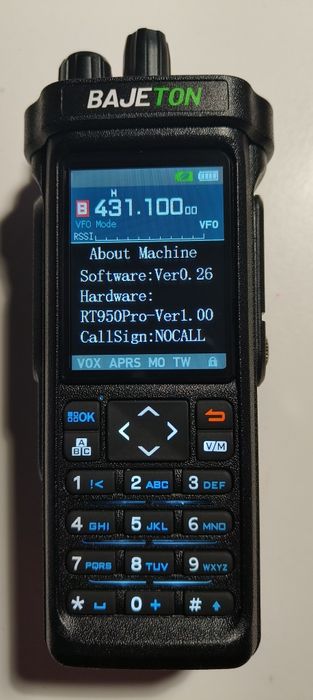 BAJETON
H
B 431.100 00
VFO Mode VFO
RSSI
About Machine
Software:Ver0.26
Hardware:
RT950Pro-Ver1.00
CallSign:NOCALL
VOX APRS MO TW
OK
A
B C V/M
1 !< 2 ABC 3 DEF
4 GHI 5 JKL 6 MNO
7 PQRS 8 TUV 9 WXYZ
* ⎵ 0 + # ↑